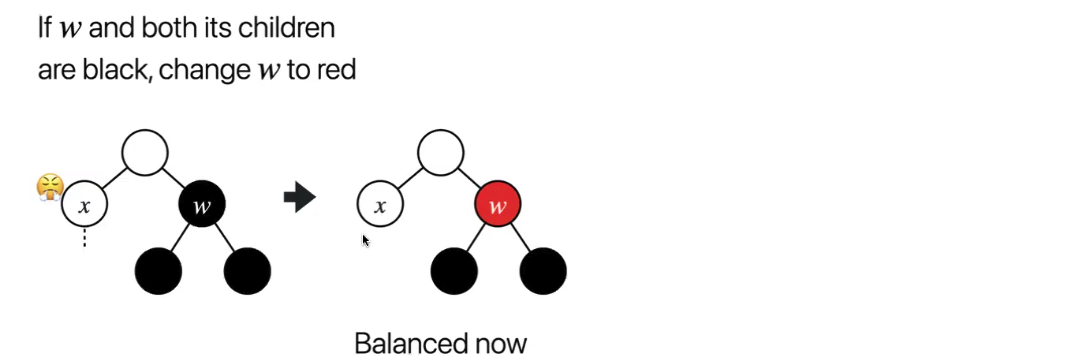 If w and both its children
are black, change w to red
x
w
x
w
Balanced now